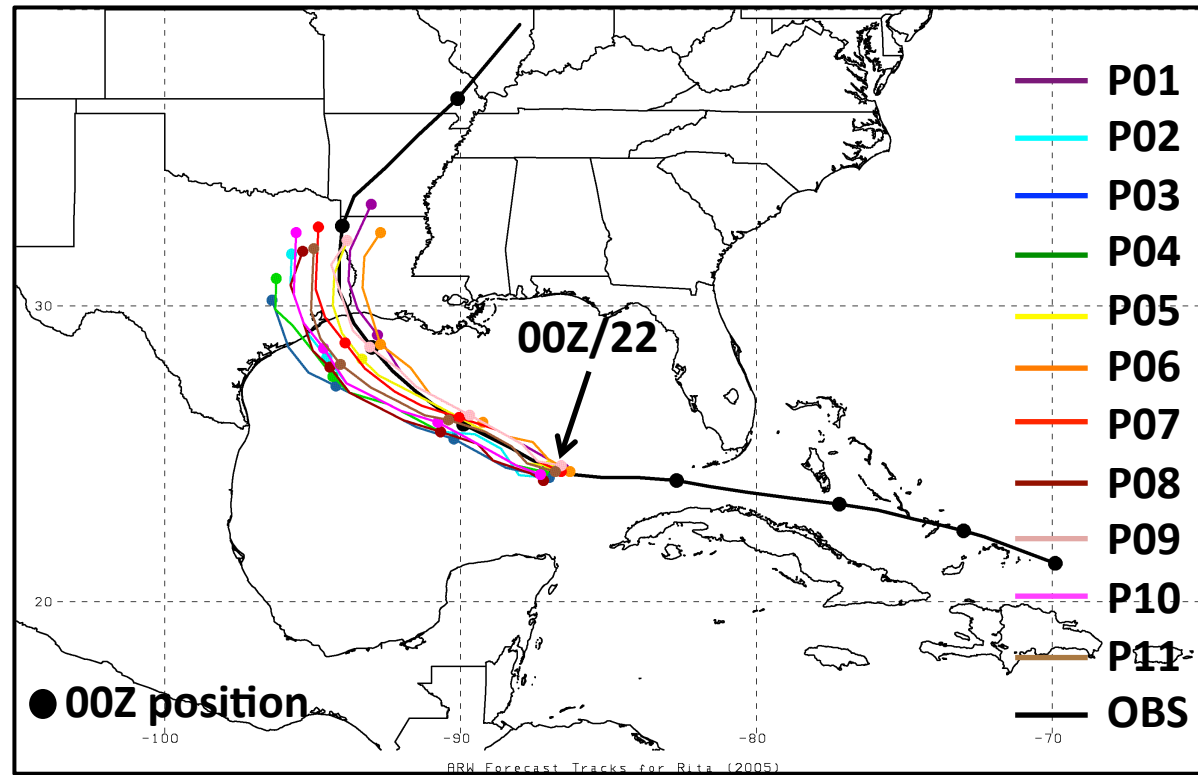 P01
P02
P03
P04
30
00Z/22
P05
P06
P07
P08
P09
20
P10
P11
00Z position
OBS
-100
-90
-80
-70
ARW Forecast Tracks for Rita (2005)